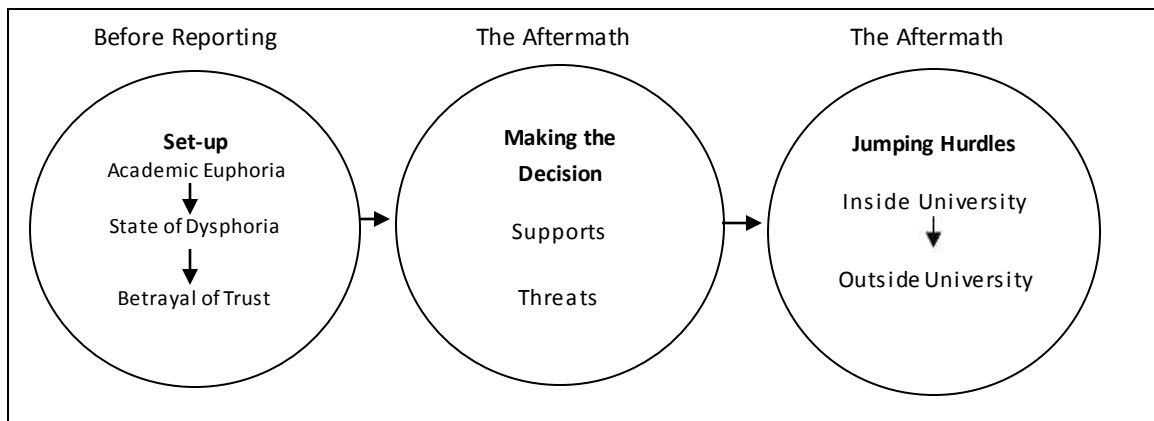 Before Reporting
The Aftermath
The Aftermath
Set-up
Academic Euphoria
State of Dysphoria
Betrayal of Trust
Making the
Decision
Supports
Threats
Jumping Hurdles
Inside University
Outside University